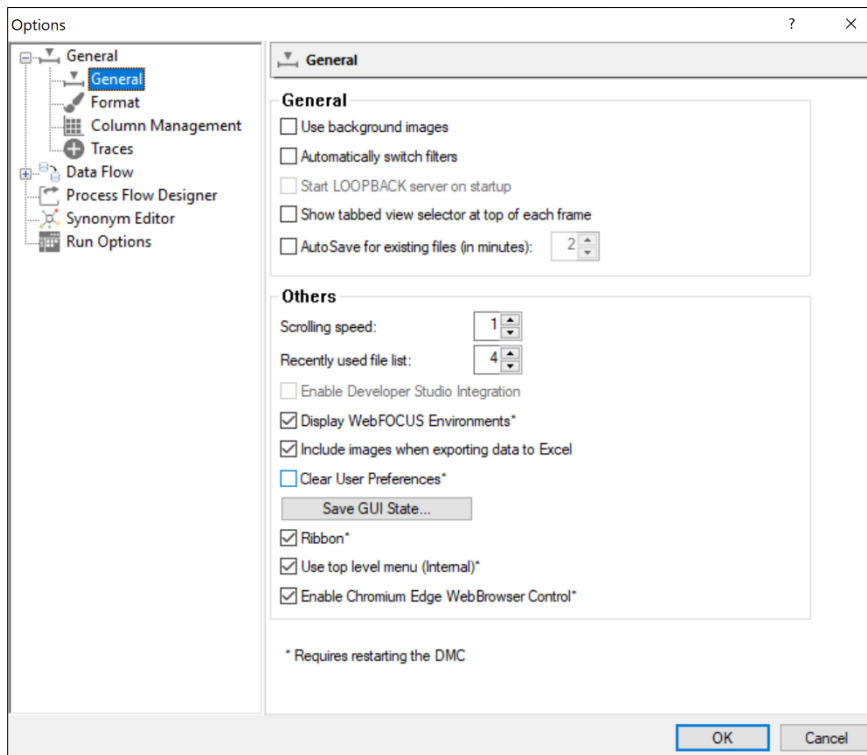 Options
General
General
Format
Column Management
Traces
Data Flow
Process Flow Designer
Synonym Editor
Run Options
General
General
Use background images
Automatically switch filters
Start LOOPBACK server on startup
Show tabbed view selector at top of each frame
AutoSave for existing files (in minutes): 2
Others
Scrolling speed: 1
Recently used file list: 4
Enable Developer Studio Integration
Display WebFOCUS Environments*
Include images when exporting data to Excel
Clear User Preferences*
Save GUI State...
Ribbon*
Use top level menu (Internal)*
Enable Chromium Edge WebBrowser Control*
* Requires restarting the DMC
OK Cancel